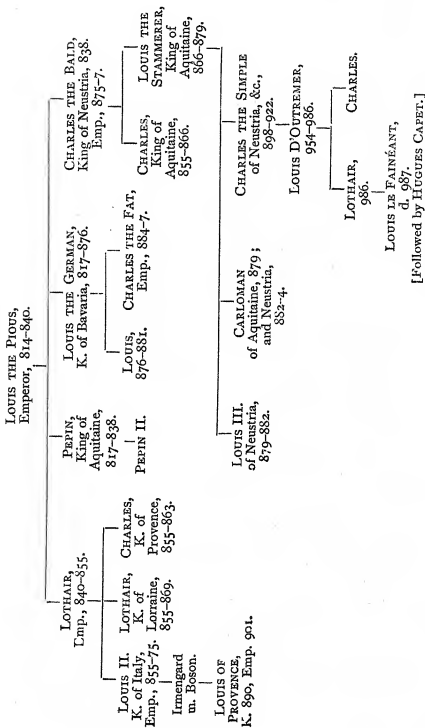 LOUIS THE PIOUS,
Emperor, 814–840.
LOTHAIR,
Emp., 840–855.
PEPIN,
King of
Aquitaine,
817–838.
LOUIS THE GERMAN,
K. of Bavaria, 817–876.
CHARLES THE BALD,
King of Neustria, 838.
Emp., 875–7.
LOUIS II.
K. of Italy,
Emp., 855–75.
LOTHAIR,
K. of
Lorraine,
855–869.
CHARLES,
K. of
Provence,
855–863.
PEPIN II.
LOUIS,
876–881.
CHARLES THE FAT,
Emp., 884–7.
CHARLES,
King of
Aquitaine,
855–866.
LOUIS THE
STAMMERER,
King of
Aquitaine,
866–879.
Irmengard
m. Boson.
LOUIS OF
PROVENCE,
K. 890, Emp. 901.
LOUIS III.
of Neustria,
879–882.
CARLOMAN
of Aquitaine, 879;
and Neustria,
882–4.
CHARLES THE SIMPLE
of Neustria, &c.,
898–922.
LOUIS D'OUTREMER,
954–986.
LOTHAIR,
986.
CHARLES.
LOUIS LE FAINÉANT,
d. 987.
[Followed by HUGUES CAPET.]